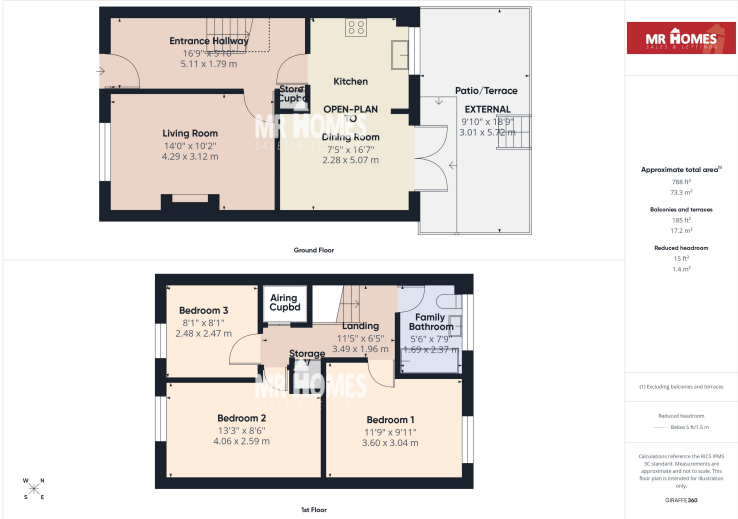 Entrance Hallway
16'9" x 5'10"
5.11 x 1.79 m
Store
Cupbd
Kitchen
OPEN-PLAN
TO
Dining Room
7'5" x 16'7"
2.28 x 5.07 m
Living Room
14'0" x 10'2"
4.29 x 3.12 m
Patio/Terrace
EXTERNAL
9'10" x 18'9"
3.01 x 5.72 m
MR HOMES
SALES & LETTINGS
Ground Floor
Bedroom 3
8'1" x 8'1"
2.48 x 2.47 m
Airing
Cupbd
Landing
11'5" x 6'5"
3.49 x 1.96 m
Family
Bathroom
5'6" x 7'9"
1.69 x 2.37 m
Storage
MR HOMES
Bedroom 2
13'3" x 8'6"
4.06 x 2.59 m
Bedroom 1
11'9" x 9'11"
3.60 x 3.04 m
W N
S E
1st Floor
MR HOMES
SALES & LETTINGS
Approximate total area(1)
788 ft²
73.3 m²
Balconies and terraces
185 ft²
17.2 m²
Reduced headroom
15 ft²
1.4 m²
(1) Excluding balconies and terraces
Reduced headroom
Below 5 ft/1.5 m
Calculations reference the RICS IPMS
3C standard. Measurements are
approximate and not to scale. This
floor plan is intended for illustration
only.
GIRAFFE360